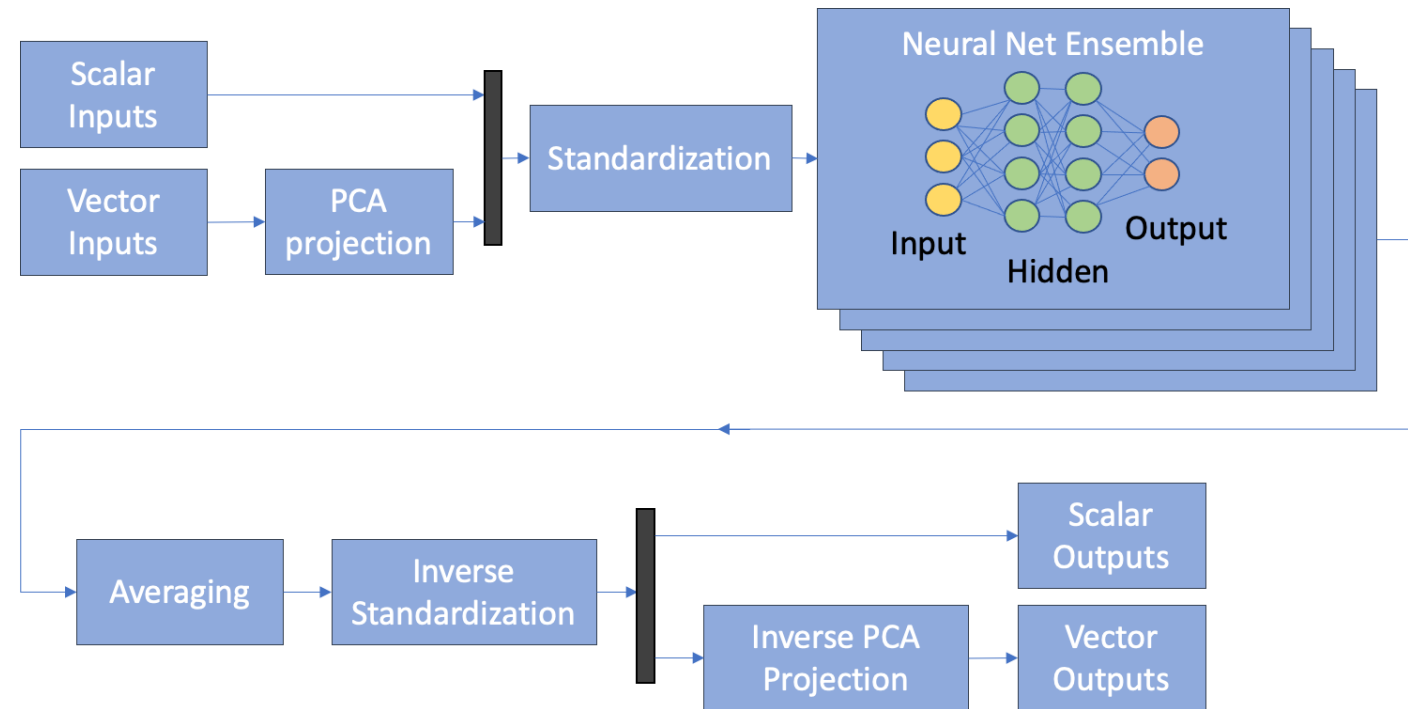 Scalar
Inputs
Vector
Inputs
PCA
projection
Standardization
Neural Net Ensemble
Input
Hidden
Output
Averaging
Inverse
Standardization
Scalar
Outputs
Inverse PCA
Projection
Vector
Outputs